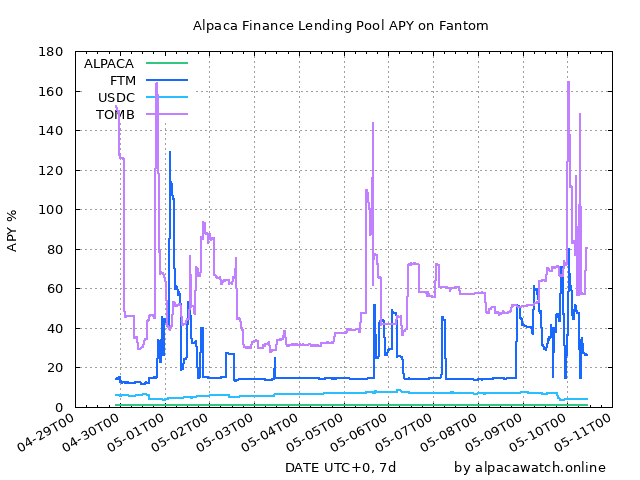 Alpaca Finance Lending Pool APY on Fantom
APY %
180
160
140
120
100
80
60
40
20
0
ALPACA
FTM
USDC
TOMB
04-29T00
04-30T00
05-01T00
05-02T00
05-03T00
05-04T00
05-05T00
05-06T00
05-07T00
05-08T00
05-09T00
05-10T00
05-11T00
DATE UTC+0, 7d
by alpacawatch.online